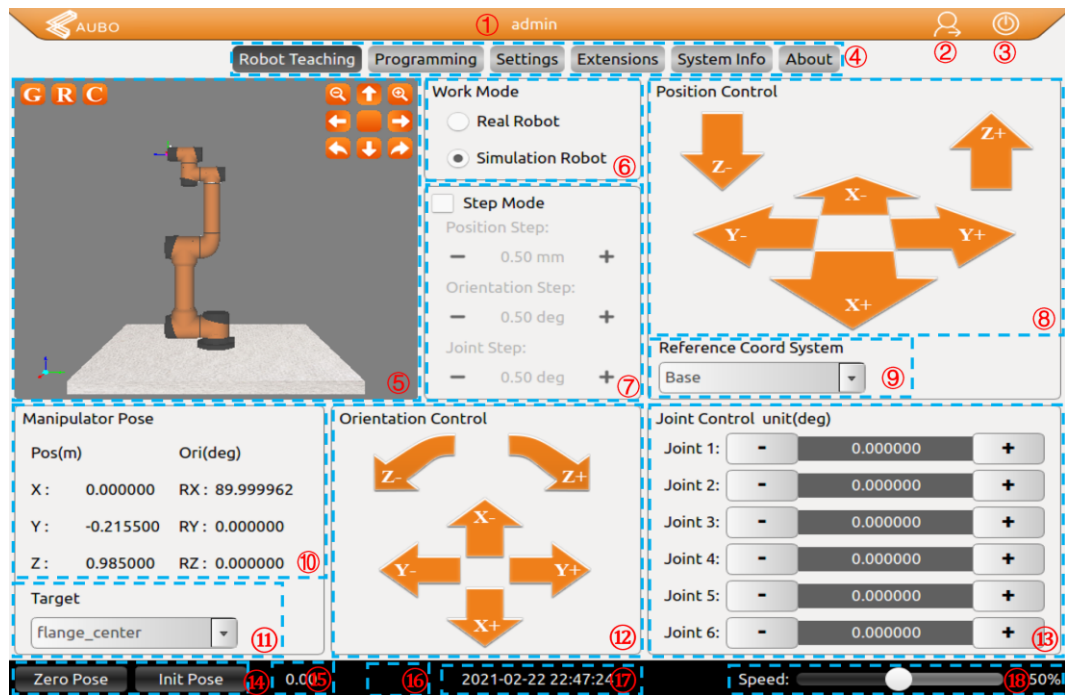 AUBO
① admin
② ③
Robot Teaching Programming Settings Extensions System Info About ④
G R C
⑤
Work Mode
Real Robot
Simulation Robot ⑥
Step Mode
Position Step:
− 0.50 mm +
Orientation Step:
− 0.50 deg +
Joint Step:
− 0.50 deg + ⑦
Position Control
Z- Z+
X-
Y- Y+
X+
⑧
Reference Coord System
Base ⑨
Manipulator Pose
Pos(m) Ori(deg)
X : 0.000000 RX : 89.999962
Y : -0.215500 RY : 0.000000
Z : 0.985000 RZ : 0.000000 ⑩
Target
flange_center ⑪
Orientation Control
Z- Z+
X-
Y- Y+
X+ ⑫
Joint Control unit(deg)
Joint 1: - 0.000000 +
Joint 2: - 0.000000 +
Joint 3: - 0.000000 +
Joint 4: - 0.000000 +
Joint 5: - 0.000000 +
Joint 6: - 0.000000 + ⑬
Zero Pose Init Pose ⑭ ⑮ ⑯ 2021-02-22 22:47:24 ⑰ Speed: ⑱ 50%